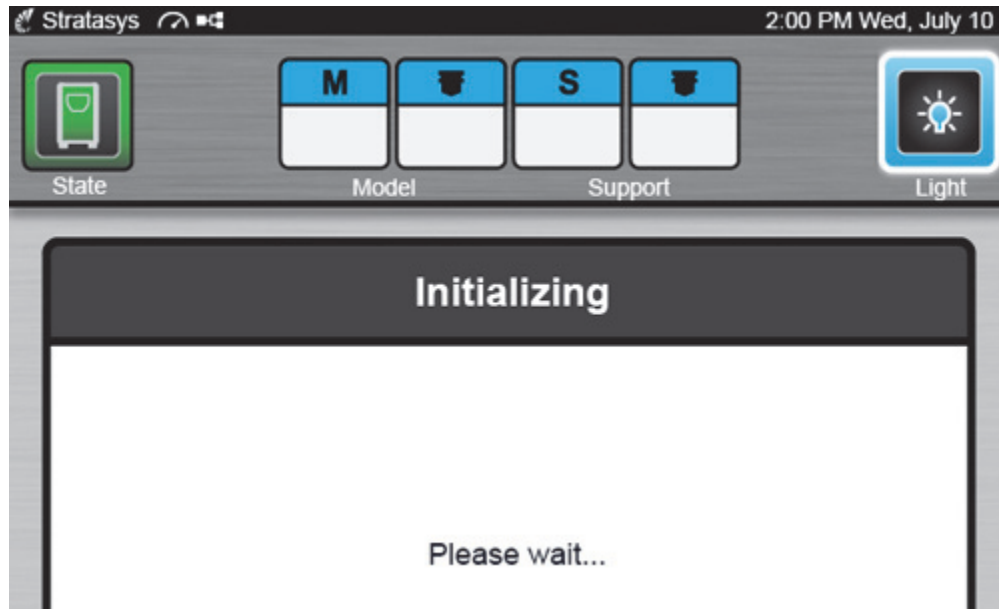 Stratasys 2:00 PM Wed, July 10
M S
State Model Support Light
Initializing
Please wait...